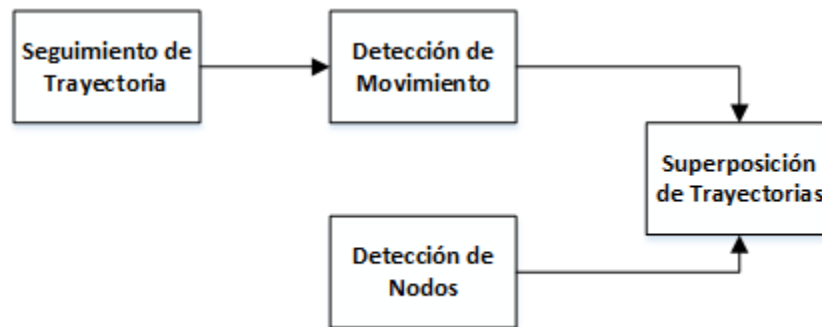 Seguimiento de
Trayectoria
Detección de
Movimiento
Superposición
de Trayectorias
Detección de
Nodos